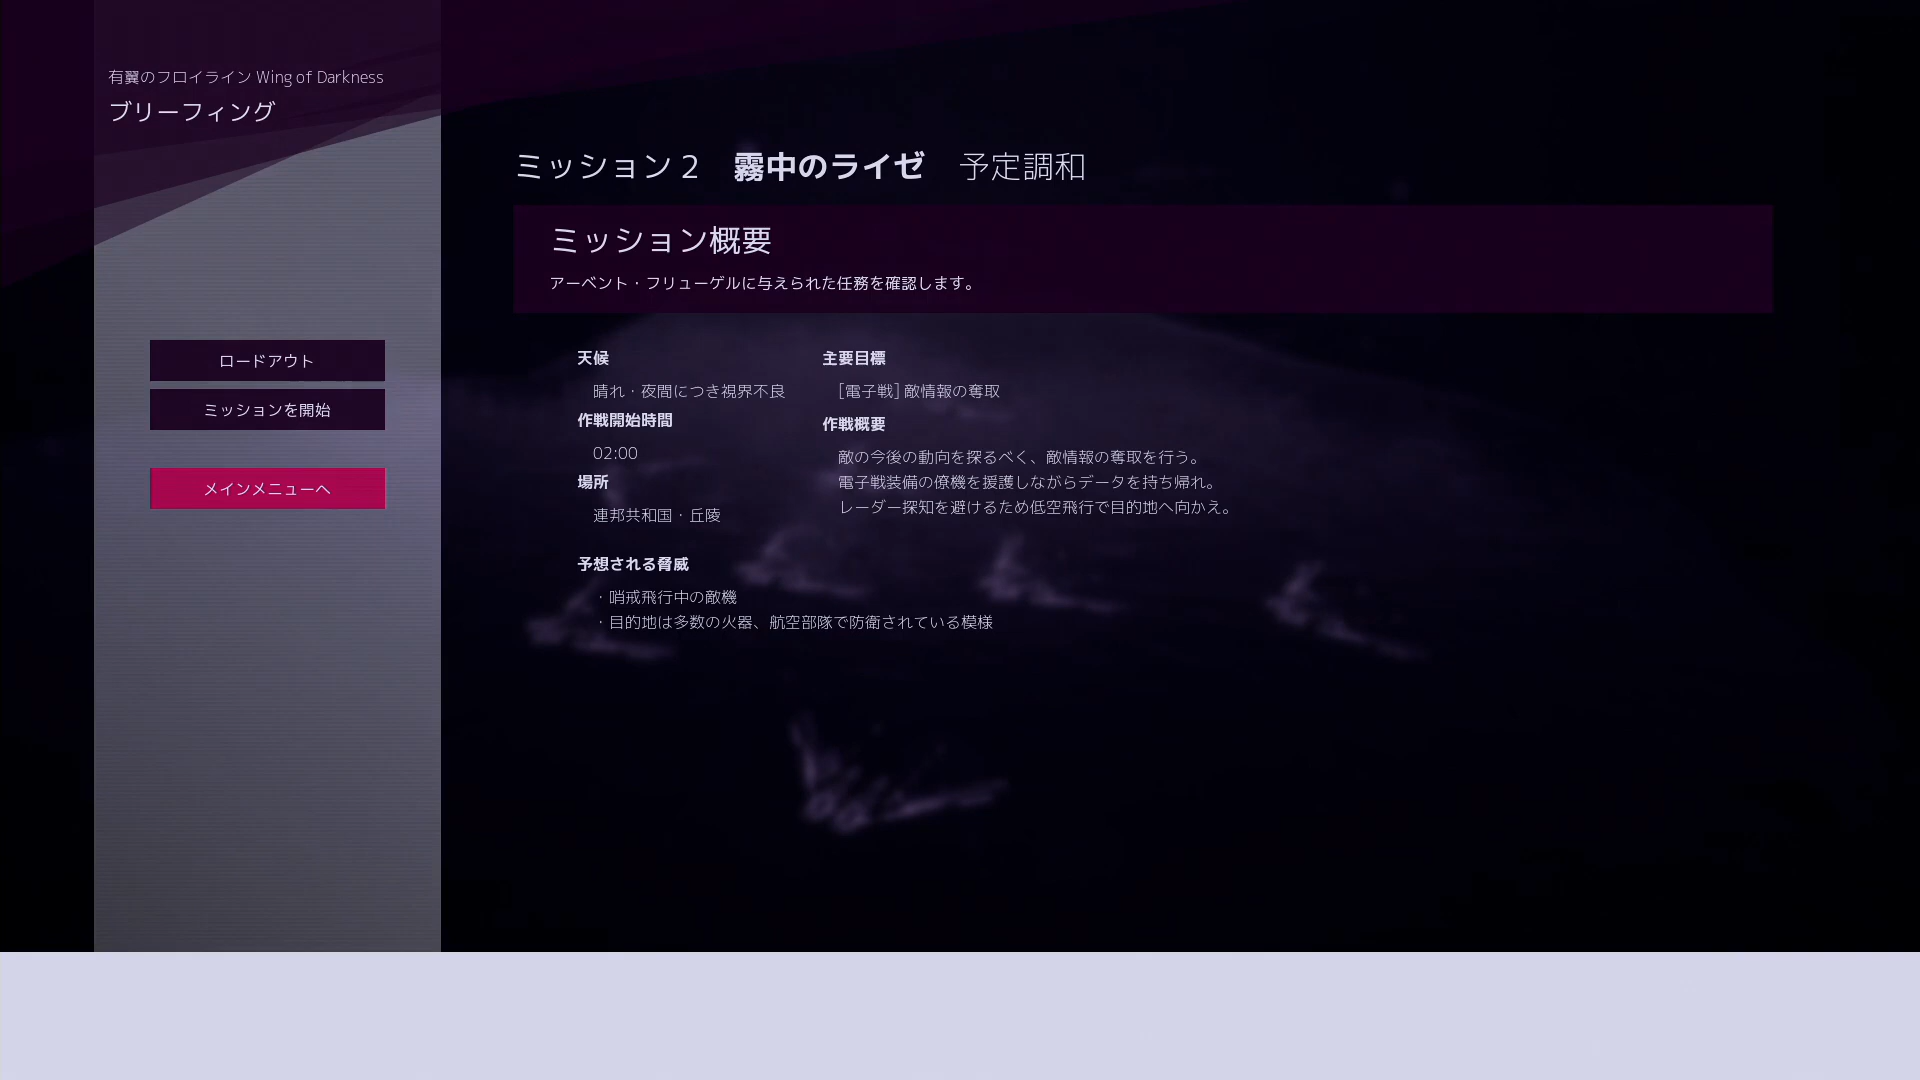 有翼のフロイライン Wing of Darkness
ブリーフィング
ロードアウト
ミッションを開始
メインメニューへ
ミッション2 霧中のライゼ 予定調和
ミッション概要
アーベント・フリューゲルに与えられた任務を確認します。
天候
晴れ・夜間につき視界不良
作戦開始時間
02:00
場所
連邦共和国・丘陵
主要目標
[電子戦] 敵情報の奪取
作戦概要
敵の今後の動向を探るべく、敵情報の奪取を行う。
電子戦装備の僚機を援護しながらデータを持ち帰れ。
レーダー探知を避けるため低空飛行で目的地へ向かえ。
予想される脅威
・哨戒飛行中の敵機
・目的地は多数の火器、航空部隊で防衛されている模様